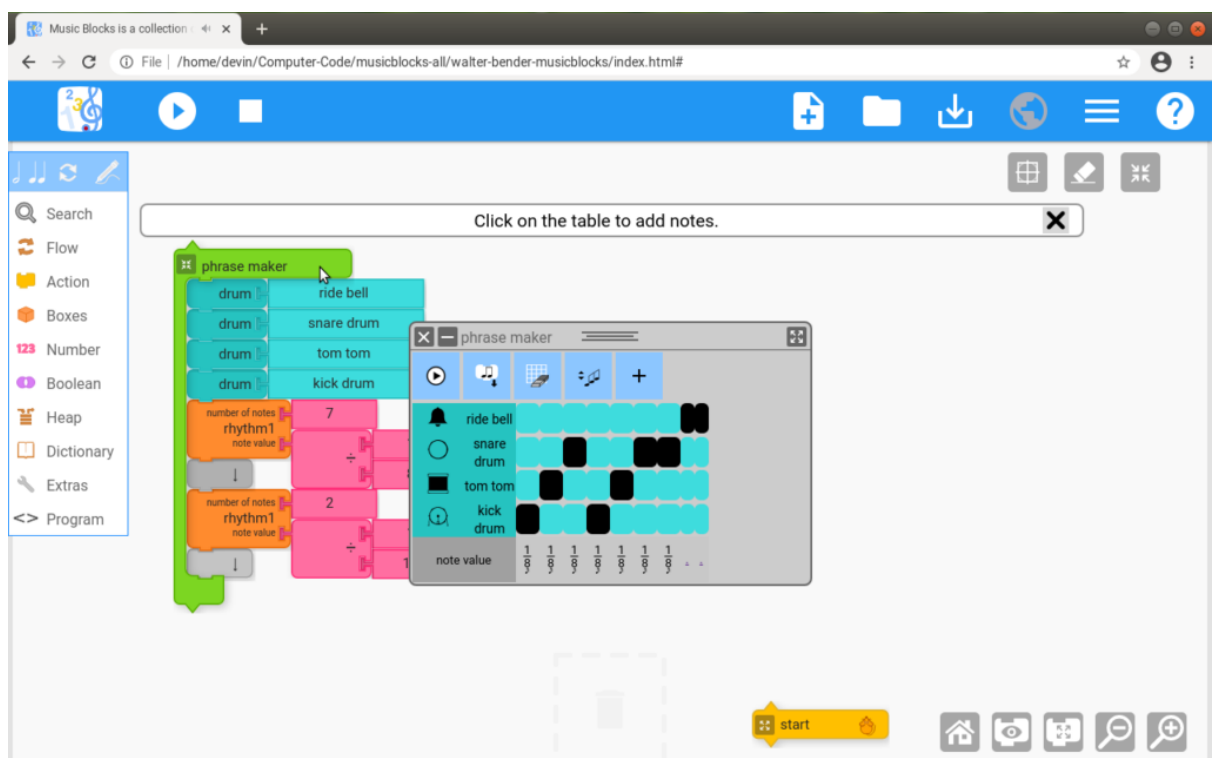 Music Blocks is a collection
File | /home/devin/Computer-Code/musicblocks-all/walter-bender-musicblocks/index.html#
Search
Flow
Action
Boxes
123 Number
Boolean
Heap
Dictionary
Extras
<> Program
Click on the table to add notes.
phrase maker
drum ride bell
drum snare drum
drum tom tom
drum kick drum
number of notes 7
rhythm1
note value ÷
number of notes 2
rhythm1
note value ÷
phrase maker
+
ride bell
snare
drum
tom tom
kick
drum
note value 1/8 1/8 1/8 1/8 1/8 1/8 1/8
start